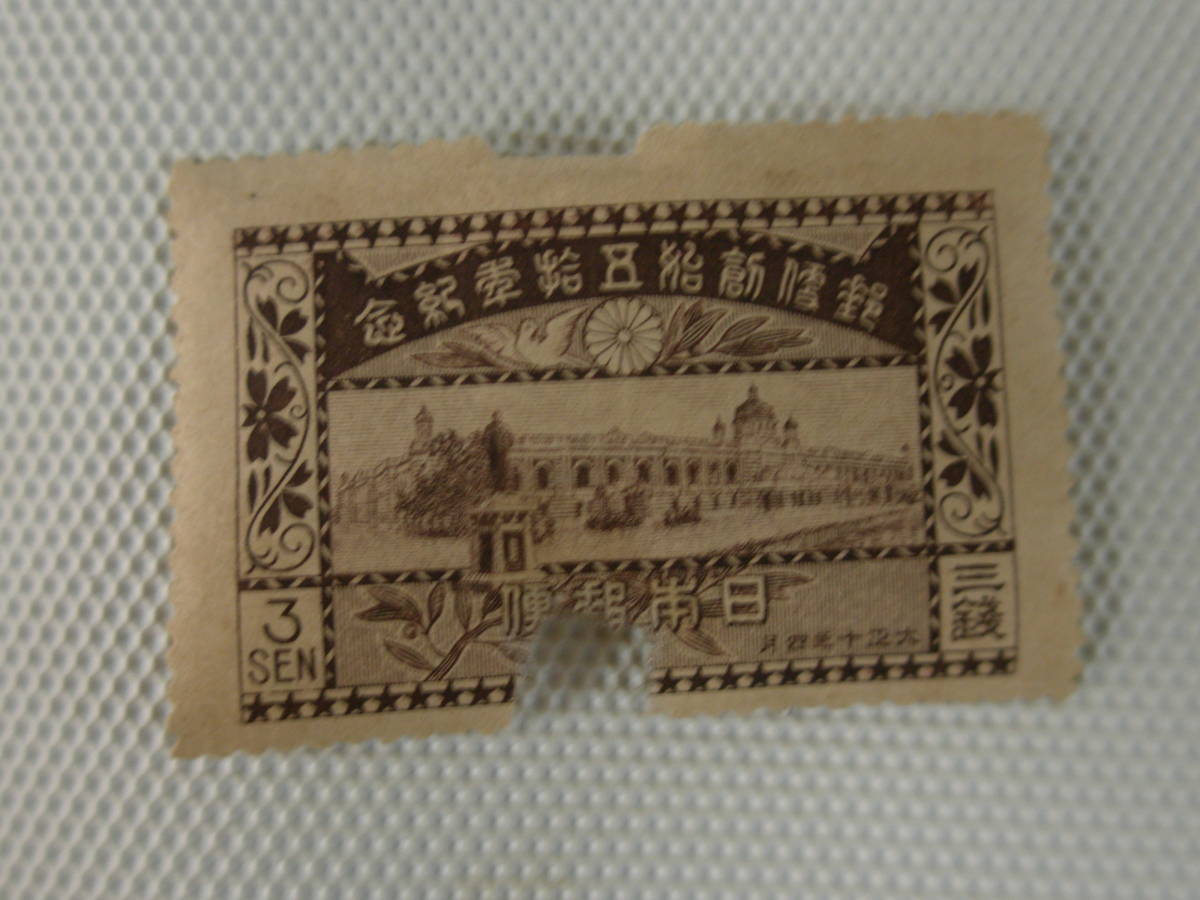 郵便創始五拾年紀念
日本郵便
大正十年四月
三錢
3
SEN